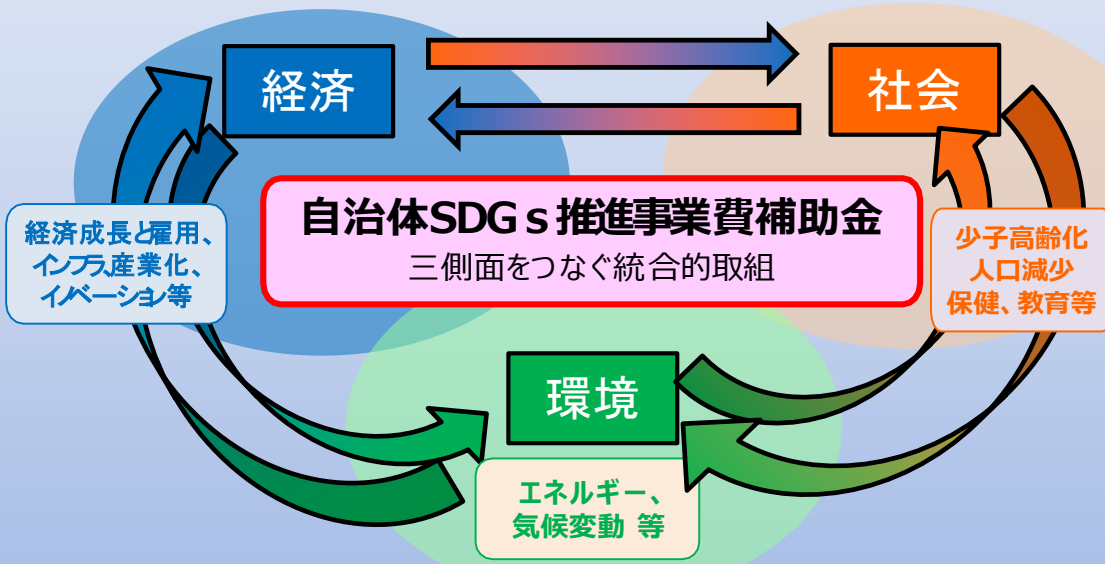 経済
社会
自治体SDGs推進事業費補助金
三側面をつなぐ統合的取組
経済成長と雇用、
インフラ、産業化、
イノベーション等
少子高齢化
人口減少
保健、教育等
環境
エネルギー、
気候変動 等